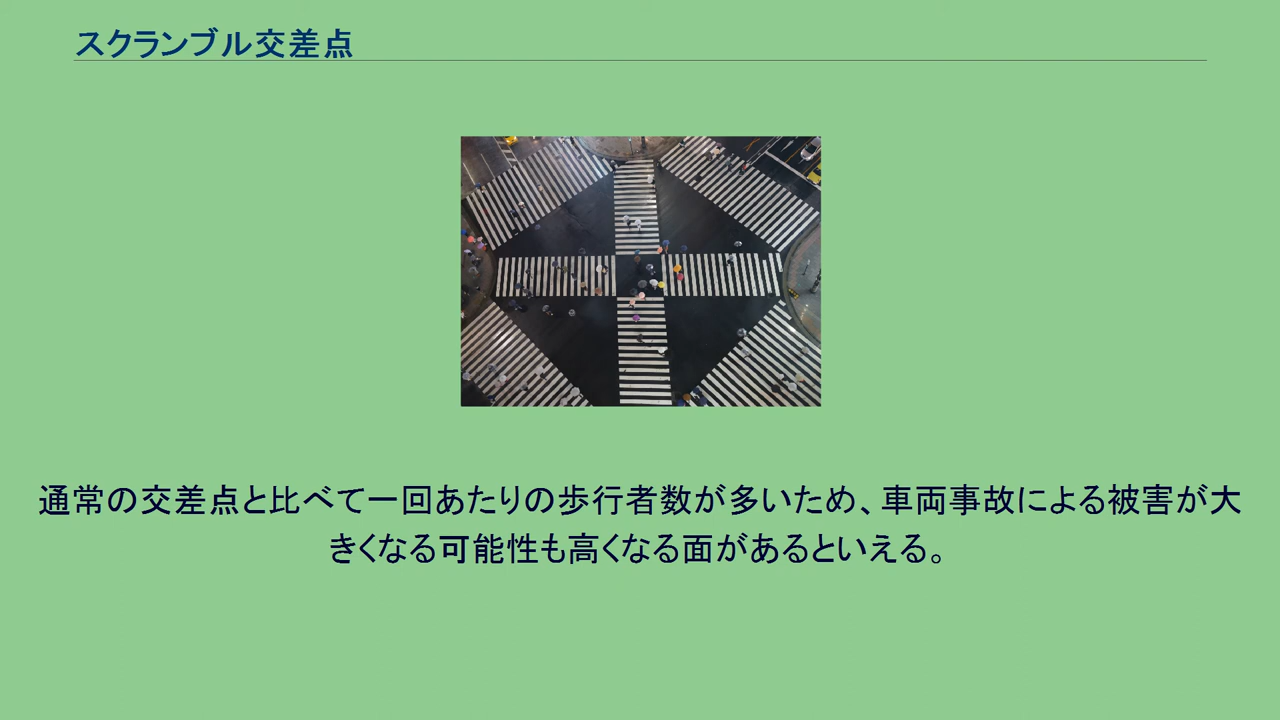 スクランブル交差点
通常の交差点と比べて一回あたりの歩行者数が多いため、車両事故による被害が大
きくなる可能性も高くなる面があるといえる。